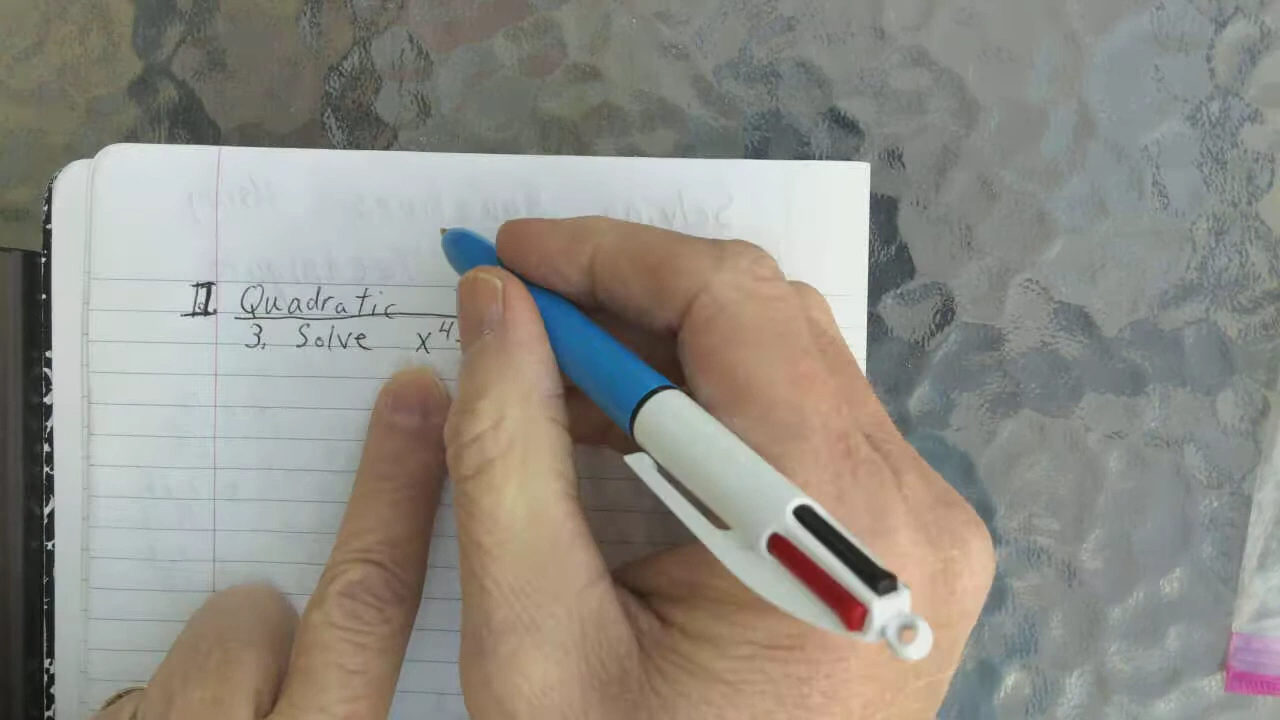 II Quadratic
3. Solve x⁴-